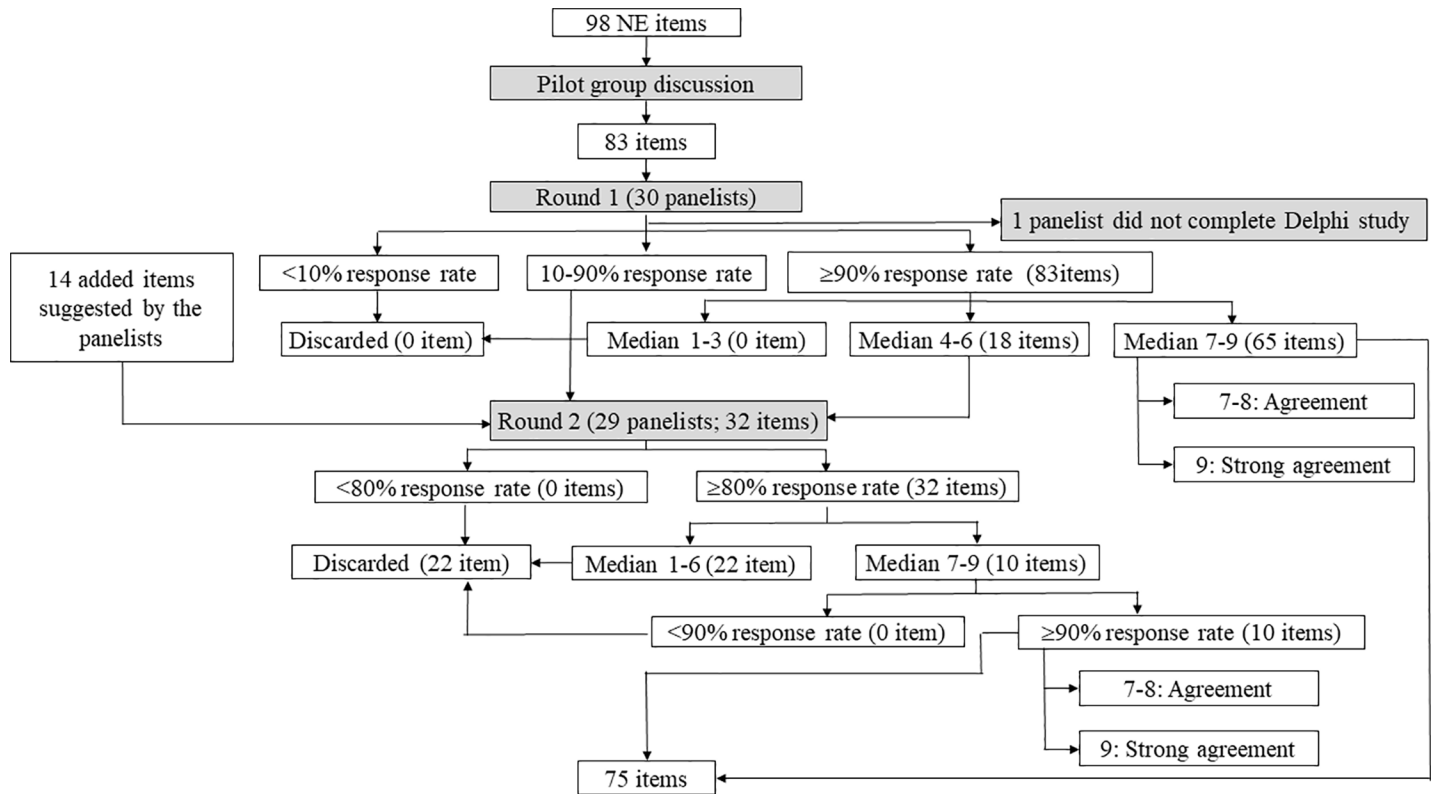 98 NE items
Pilot group discussion
83 items
Round 1 (30 panelists)
1 panelist did not complete Delphi study
14 added items
suggested by the
panelists
<10% response rate
10-90% response rate
≥90% response rate (83items)
Discarded (0 item)
Median 1-3 (0 item)
Median 4-6 (18 items)
Median 7-9 (65 items)
7-8: Agreement
9: Strong agreement
Round 2 (29 panelists; 32 items)
<80% response rate (0 items)
≥80% response rate (32 items)
Discarded (22 item)
Median 1-6 (22 item)
Median 7-9 (10 items)
<90% response rate (0 item)
≥90% response rate (10 items)
7-8: Agreement
9: Strong agreement
75 items